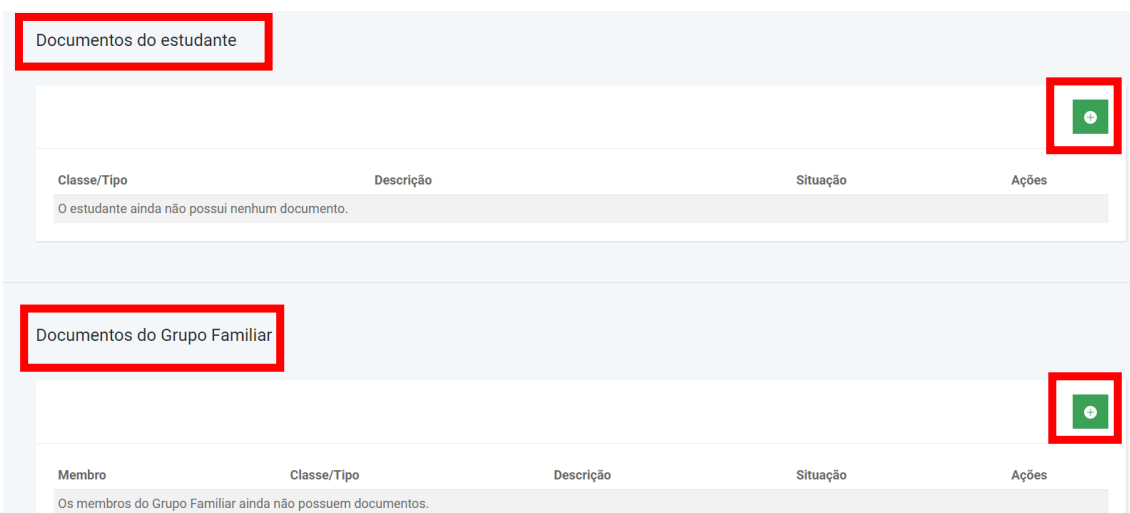 Documentos do estudante
Classe/Tipo Descrição Situação Ações
O estudante ainda não possui nenhum documento.
Documentos do Grupo Familiar
Membro Classe/Tipo Descrição Situação Ações
Os membros do Grupo Familiar ainda não possuem documentos.